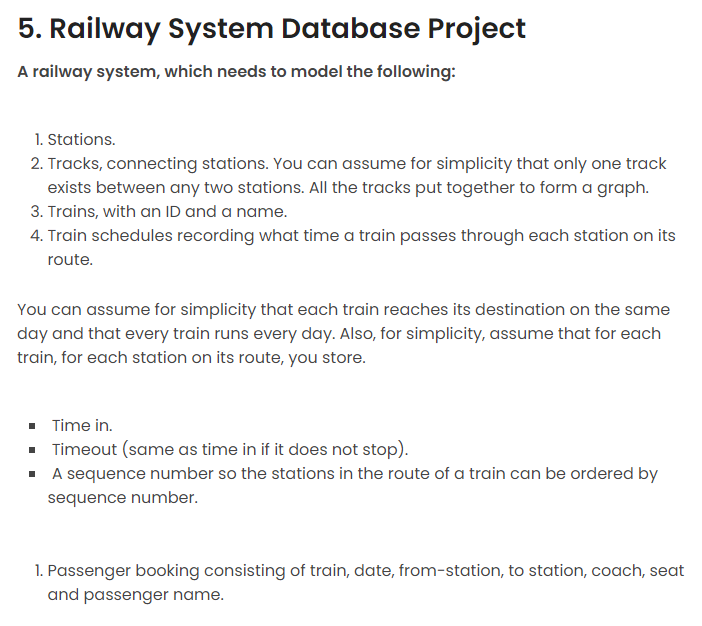 5. Railway System Database Project
A railway system, which needs to model the following:
1. Stations.
2. Tracks, connecting stations. You can assume for simplicity that only one track
exists between any two stations. All the tracks put together to form a graph.
3. Trains, with an ID and a name.
4. Train schedules recording what time a train passes through each station on its
route.
You can assume for simplicity that each train reaches its destination on the same
day and that every train runs every day. Also, for simplicity, assume that for each
train, for each station on its route, you store.
▪ Time in.
▪ Timeout (same as time in if it does not stop).
▪ A sequence number so the stations in the route of a train can be ordered by
sequence number.
1. Passenger booking consisting of train, date, from-station, to station, coach, seat
and passenger name.